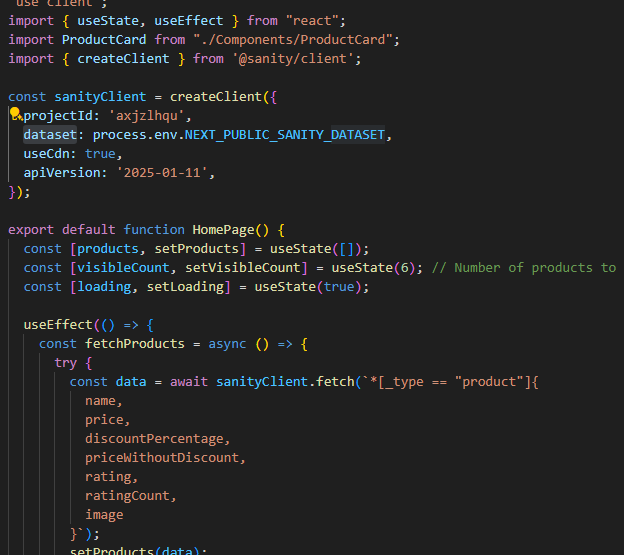 'use client';
import { useState, useEffect } from "react";
import ProductCard from "./Components/ProductCard";
import { createClient } from '@sanity/client';
const sanityClient = createClient({
projectId: 'axjzlhqu',
dataset: process.env.NEXT_PUBLIC_SANITY_DATASET,
useCdn: true,
apiVersion: '2025-01-11',
});
export default function HomePage() {
const [products, setProducts] = useState([]);
const [visibleCount, setVisibleCount] = useState(6); // Number of products to
const [loading, setLoading] = useState(true);
useEffect(() => {
const fetchProducts = async () => {
try {
const data = await sanityClient.fetch(`*[_type == "product"]{
name,
price,
discountPercentage,
priceWithoutDiscount,
rating,
ratingCount,
image
}`);
setProducts(data);